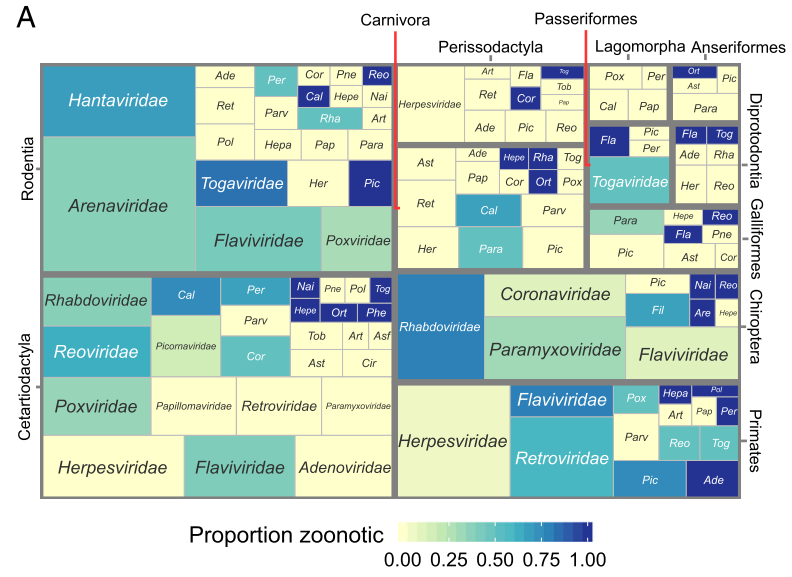 A
Carnivora
Passeriformes
Perissodactyla
Lagomorpha
Anseriformes
Rodentia
Hantaviridae
Arenaviridae
Ade
Ret
Pol
Per
Parv
Hepa
Cor
Pne
Reo
Cal
Hepe
Nai
Rha
Art
Pap
Para
Togaviridae
Her
Pic
Flaviviridae
Poxviridae
Herpesviridae
Art
Ret
Ade
Fla
Cor
Pic
Tog
Tob
Pap
Reo
Ast
Ret
Her
Ade
Pap
Hepe
Rha
Tog
Cor
Ort
Pox
Cal
Parv
Para
Pic
Pox
Per
Cal
Pap
Ort
Ast
Pic
Para
Fla
Pic
Per
Togaviridae
Fla
Tog
Ade
Rha
Her
Reo
Diprotodontia
Para
Pic
Hepe
Reo
Fla
Pne
Ast
Cor
Galliformes
Cetartiodactyla
Rhabdoviridae
Reoviridae
Poxviridae
Cal
Picornaviridae
Per
Parv
Cor
Nai
Pne
Pol
Tog
Hepe
Ort
Phe
Tob
Art
Asf
Ast
Cir
Papillomaviridae
Retroviridae
Paramyxoviridae
Herpesviridae
Flaviviridae
Adenoviridae
Rhabdoviridae
Coronaviridae
Paramyxoviridae
Pic
Fil
Nai
Reo
Are
Hepe
Flaviviridae
Chiroptera
Herpesviridae
Flaviviridae
Retroviridae
Pox
Parv
Hepa
Pol
Art
Pap
Per
Reo
Tog
Pic
Ade
Primates
Proportion zoonotic
0.00 0.25 0.50 0.75 1.00